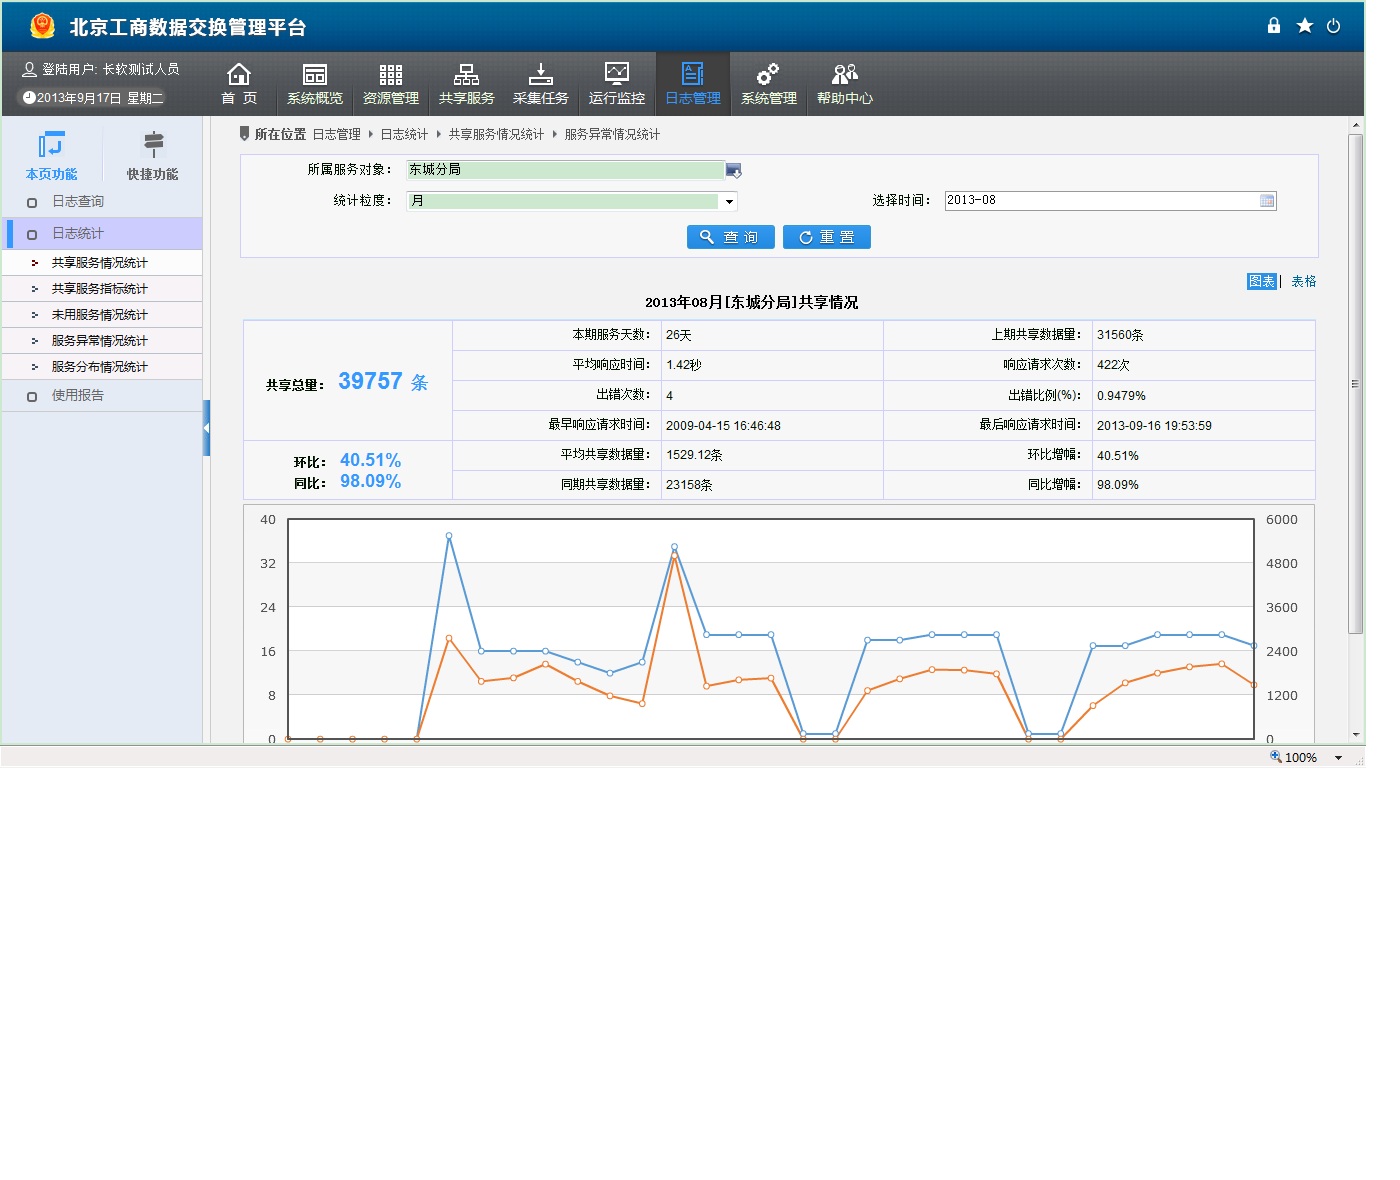 北京工商数据交换管理平台
登陆用户: 长软测试人员
2013年9月17日 星期二
首 页 系统概览 资源管理 共享服务 采集任务 运行监控 日志管理 系统管理 帮助中心
本页功能 快捷功能
日志查询
日志统计
共享服务情况统计
共享服务指标统计
未用服务情况统计
服务异常情况统计
服务分布情况统计
使用报告
所在位置 日志管理 日志统计 共享服务情况统计 服务异常情况统计
所属服务对象： 东城分局
统计粒度： 月 选择时间： 2013-08
查 询 重 置
图表 | 表格
2013年08月[东城分局]共享情况
共享总量： 39757 条
环比： 40.51%
同比： 98.09%
本期服务天数： 26天 上期共享数据量： 31560条
平均响应时间： 1.42秒 响应请求次数： 422次
出错次数： 4 出错比例(%)： 0.9479%
最早响应请求时间： 2009-04-15 16:46:48 最后响应请求时间： 2013-09-16 19:53:59
平均共享数据量： 1529.12条 环比增幅： 40.51%
同期共享数据量： 23158条 同比增幅： 98.09%
40 6000
32 4800
24 3600
16 2400
8 1200
0 0
100%